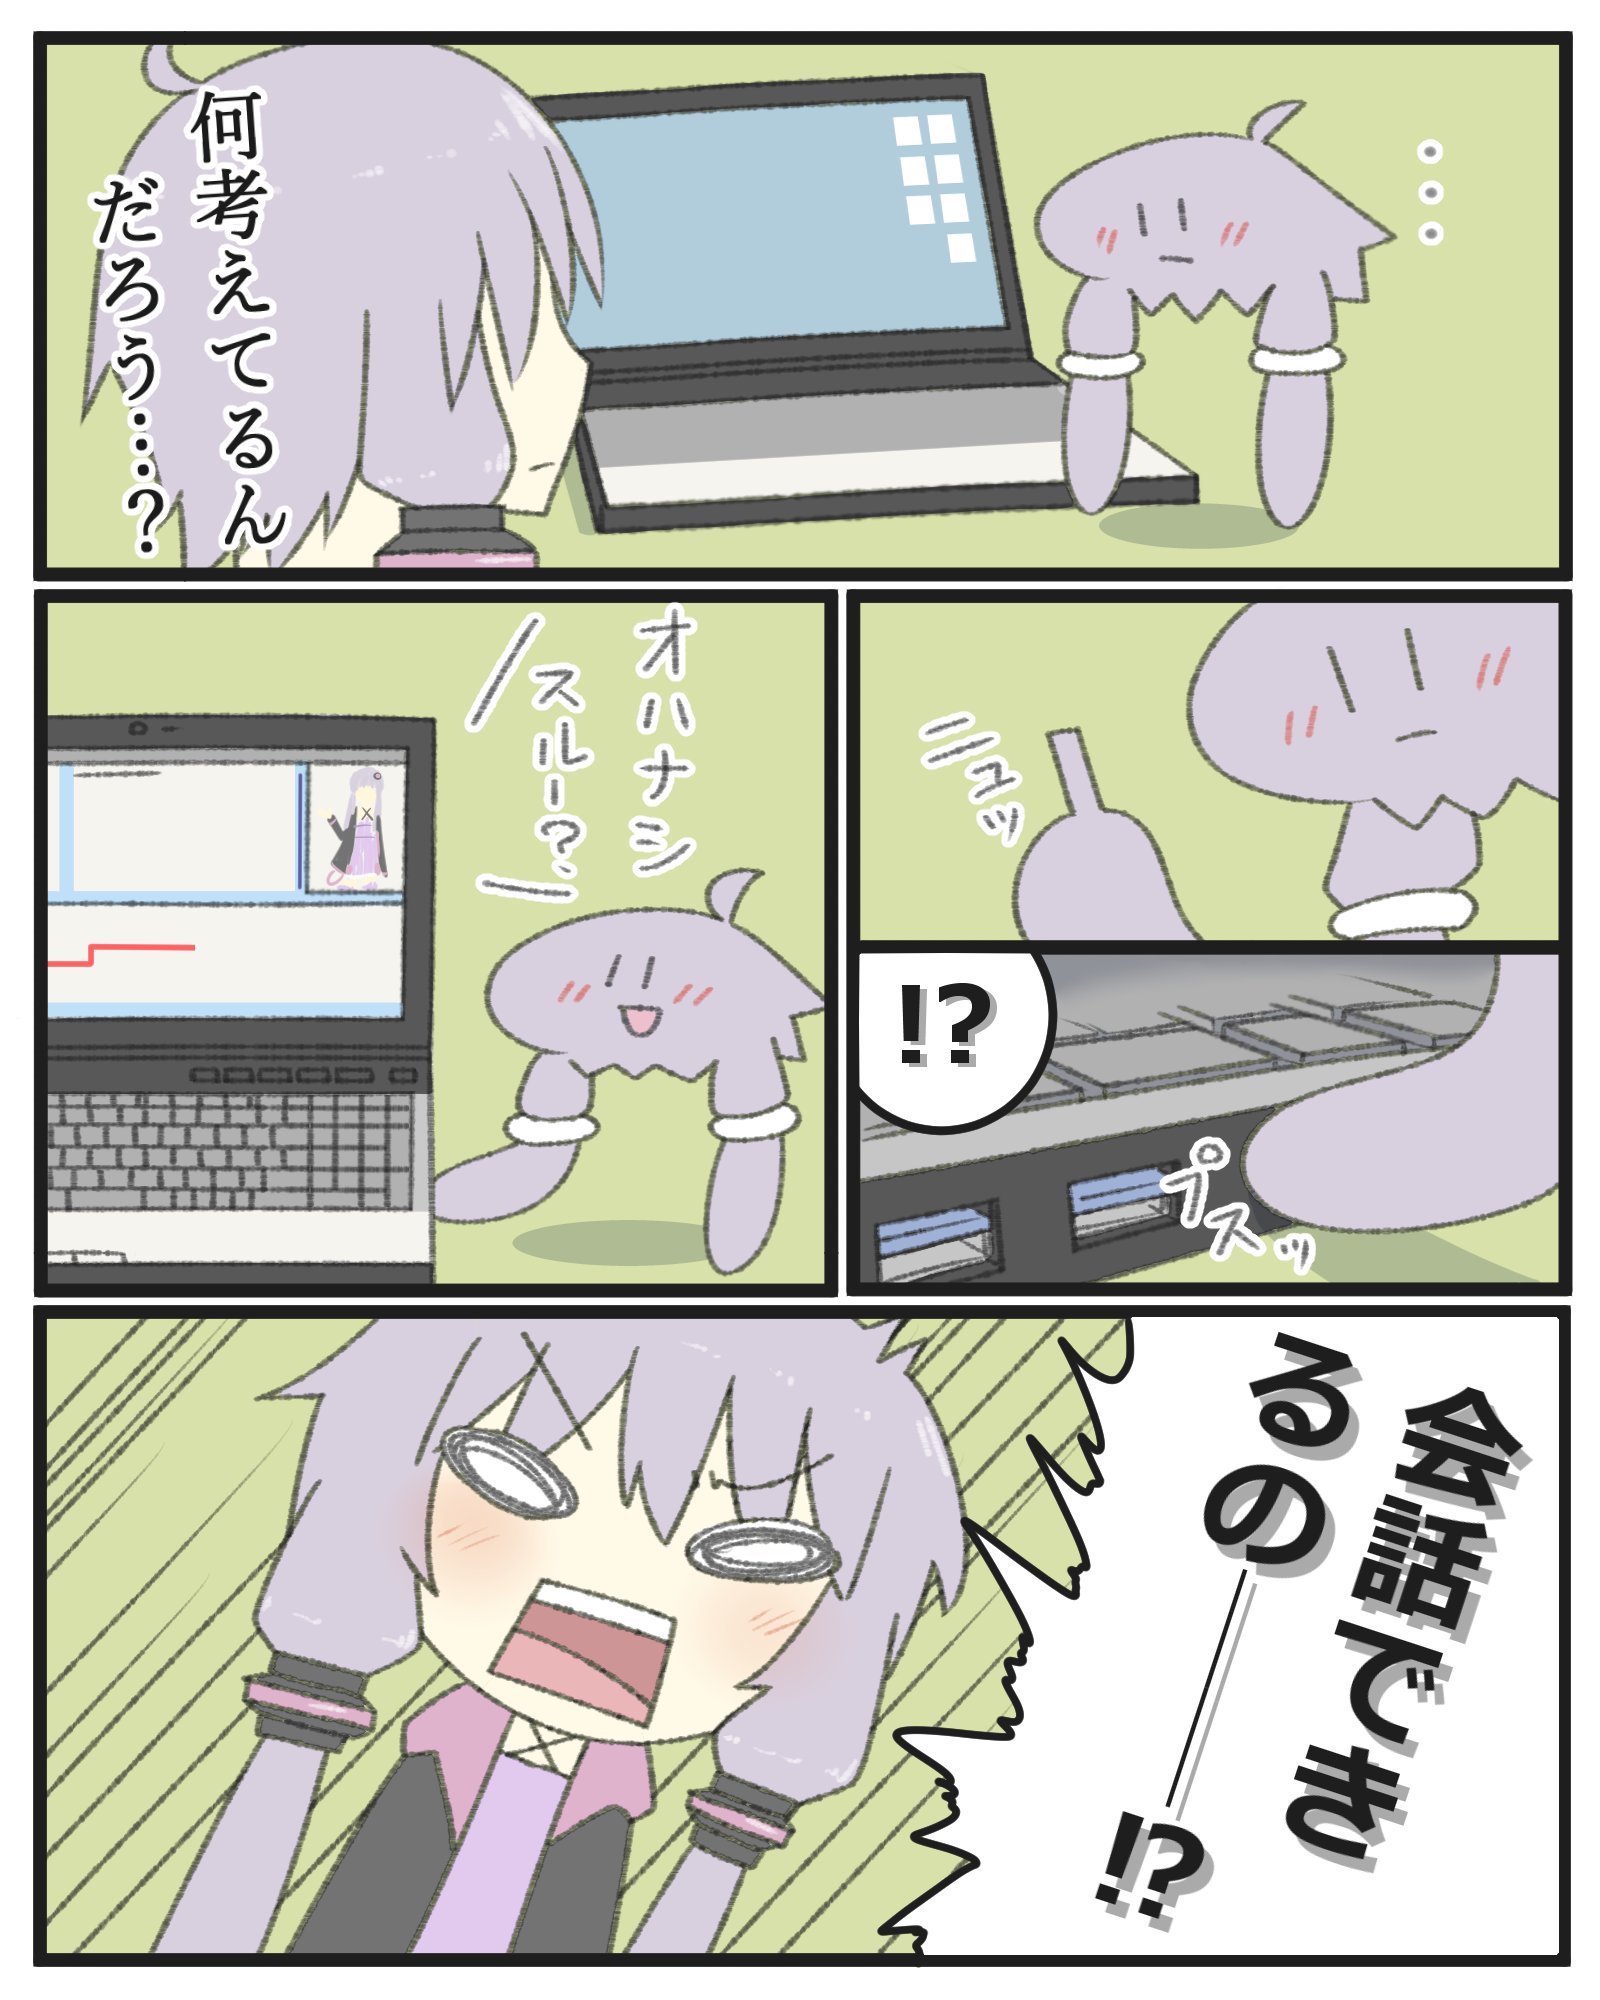 ・・・
何考えてるん
だろう…？
ニュッ
プスッ
!?
オハナシ
スルー？
会話でき
るの―!?